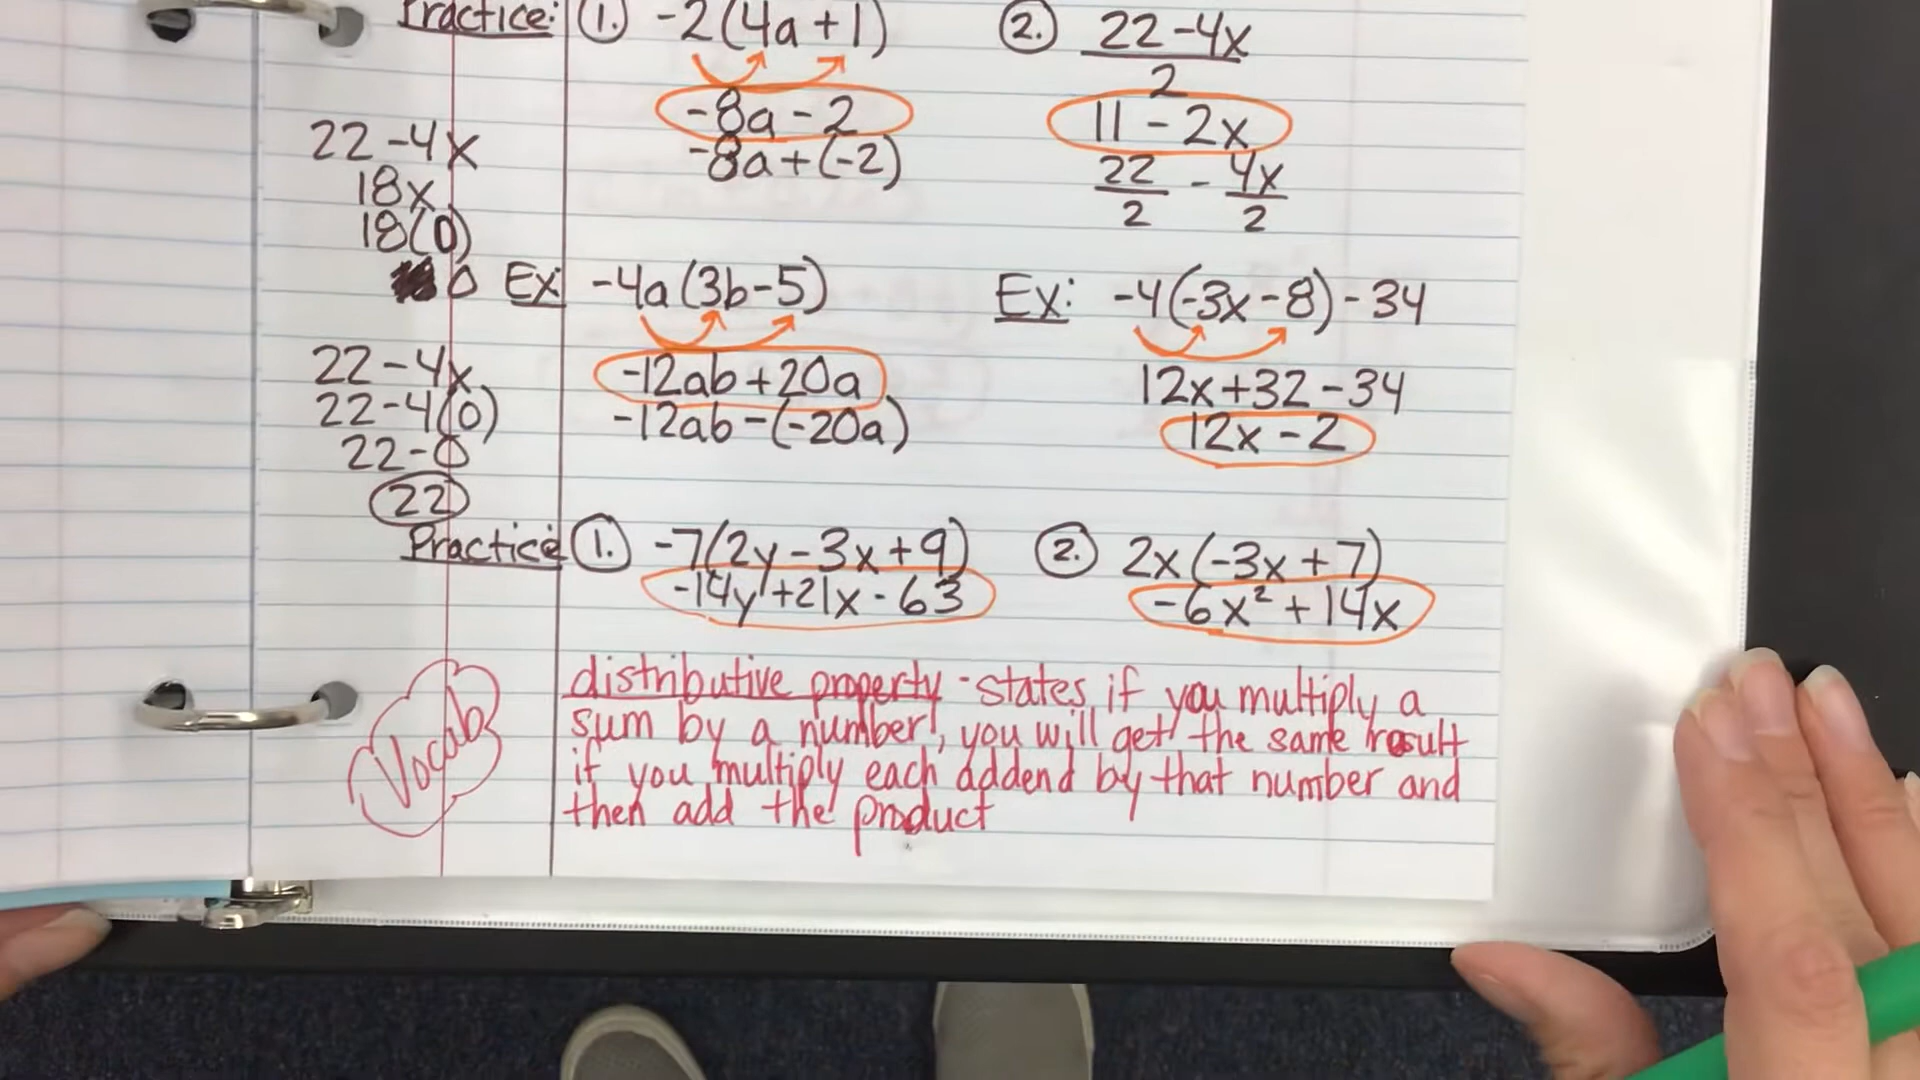 Practice: 1. -2(4a+1)
-8a-2
-8a+(-2)
2. 22-4x
2
11-2x
22 - 4x
2 2
22-4x
18x
18(0)
0
Ex: -4a(3b-5)
-12ab+20a
-12ab-(-20a)
Ex: -4(-3x-8)-34
12x+32-34
12x-2
22-4x
22-4(0)
22-0
22
Practice: 1. -7(2y-3x+9)
-14y+21x-63
2. 2x(-3x+7)
-6x²+14x
Vocab
distributive property - states if you multiply a
sum by a number, you will get the same result
if you multiply each addend by that number and
then add the product